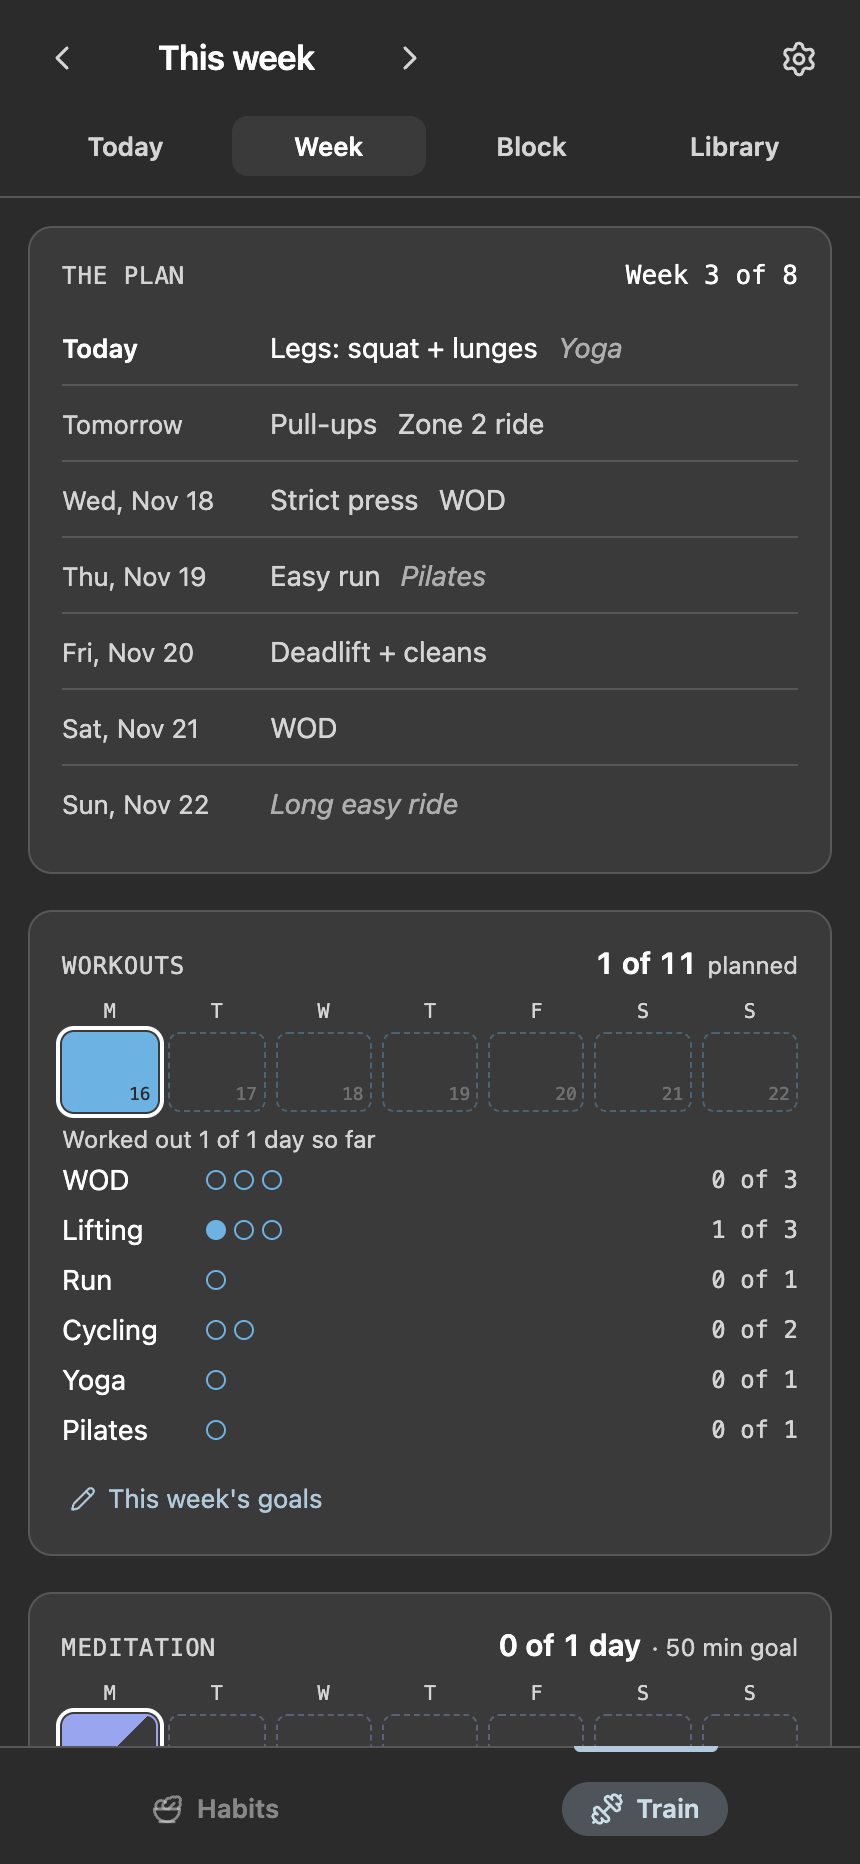 This week
Today Week Block Library
THE PLAN Week 3 of 8
Today Legs: squat + lunges Yoga
Tomorrow Pull-ups Zone 2 ride
Wed, Nov 18 Strict press WOD
Thu, Nov 19 Easy run Pilates
Fri, Nov 20 Deadlift + cleans
Sat, Nov 21 WOD
Sun, Nov 22 Long easy ride
WORKOUTS 1 of 11 planned
M T W T F S S
16 17 18 19 20 21 22
Worked out 1 of 1 day so far
WOD 0 of 3
Lifting 1 of 3
Run 0 of 1
Cycling 0 of 2
Yoga 0 of 1
Pilates 0 of 1
This week's goals
MEDITATION 0 of 1 day · 50 min goal
M T W T F S S
Habits Train